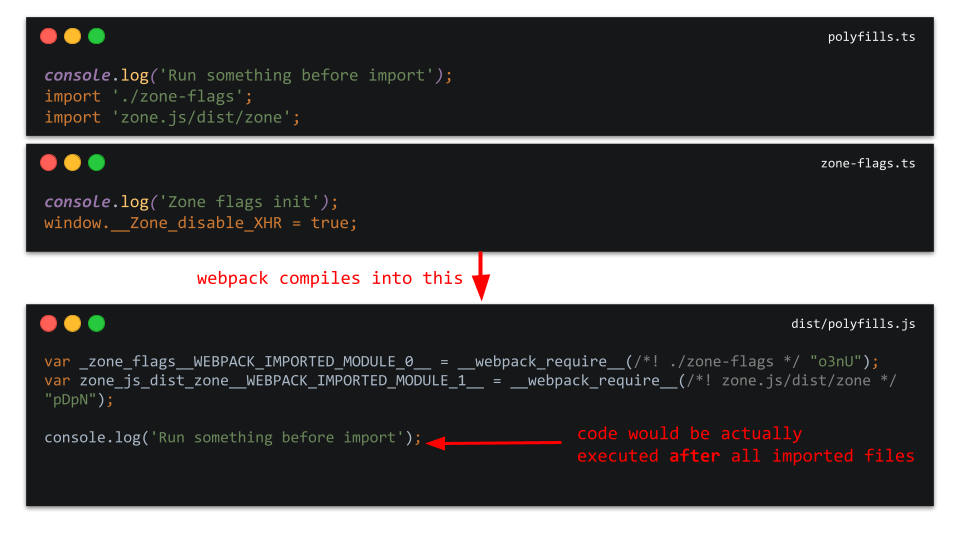 polyfills.ts
console.log('Run something before import');
import './zone-flags';
import 'zone.js/dist/zone';
zone-flags.ts
console.log('Zone flags init');
window.__Zone_disable_XHR = true;
webpack compiles into this
dist/polyfills.js
var _zone_flags__WEBPACK_IMPORTED_MODULE_0__ = __webpack_require__(/*! ./zone-flags */ "o3nU");
var zone_js_dist_zone__WEBPACK_IMPORTED_MODULE_1__ = __webpack_require__(/*! zone.js/dist/zone */
"pDpN");
console.log('Run something before import');
code would be actually
executed after all imported files